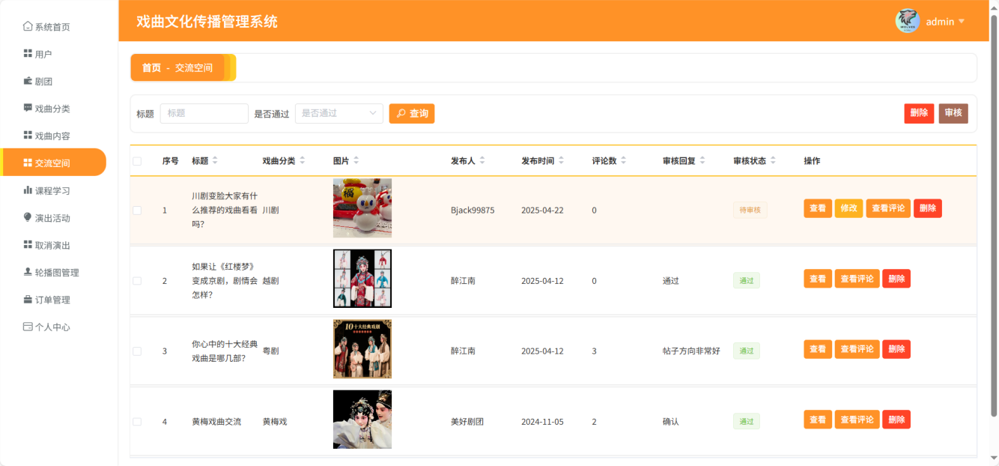 戏曲文化传播管理系统
admin
系统首页
用户
剧团
戏曲分类
戏曲内容
交流空间
课程学习
演出活动
取消演出
轮播图管理
订单管理
个人中心
首页 - 交流空间
标题 标题 是否通过 是否通过 查询 删除 审核
序号 标题 戏曲分类 图片 发布人 发布时间 评论数 审核回复 审核状态 操作
1 川剧变脸大家有什么推荐的戏曲看看吗? 川剧 福 Bjack99875 2025-04-22 0 待审核 查看 修改 查看评论 删除
2 如果让《红楼梦》变成京剧，剧情会怎样? 越剧 醉江南 2025-04-12 0 通过 通过 查看 查看评论 删除
3 你心中的十大经典戏曲是哪几部? 粤剧 10十大经典戏剧 醉江南 2025-04-12 3 帖子方向非常好 通过 查看 查看评论 删除
4 黄梅戏曲交流 黄梅戏 美好剧团 2024-11-05 2 确认 通过 查看 查看评论 删除